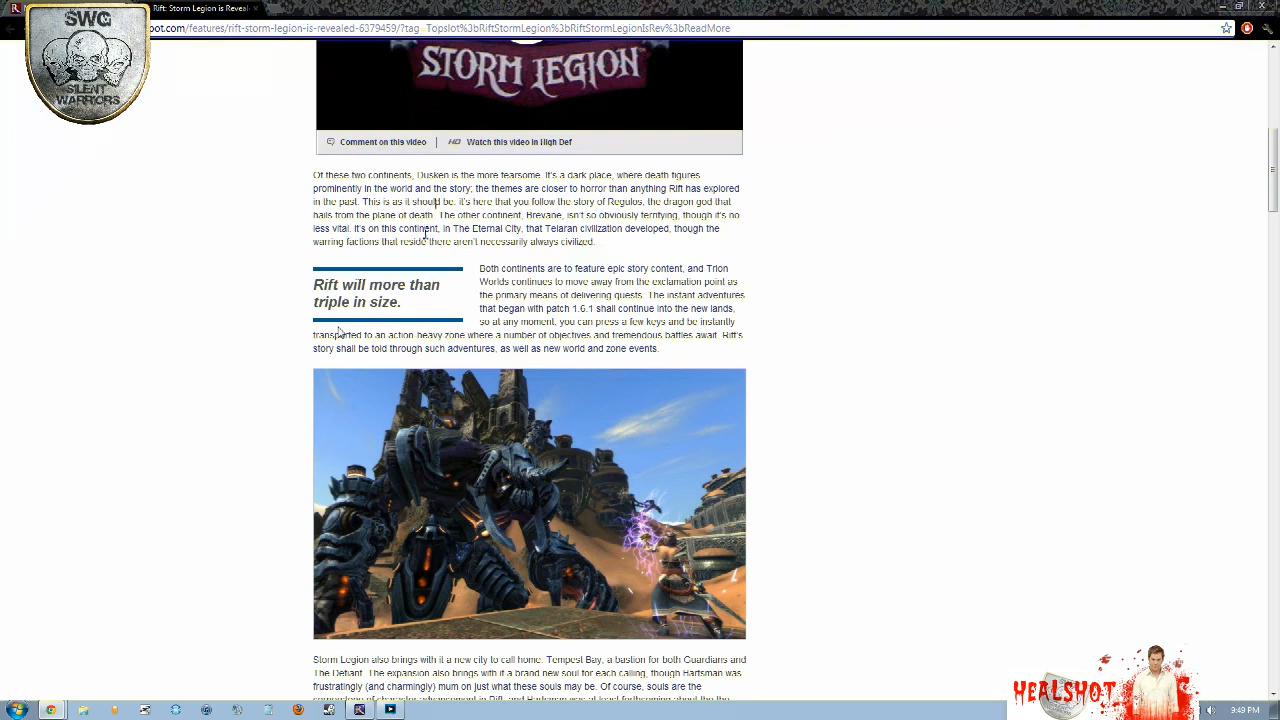 Rift: Storm Legion is Reveal
SWG
SILENT
WARRIORS
pot.com/features/rift-storm-legion-is-revealed-6379459/?tag_Topslot%3bRiftStormLegion%3bRiftStormLegionIsRev%3bReadMore
STORM LEGION
Comment on this video | HD Watch this video in High Def
Of these two continents, Dusken is the more fearsome. It's a dark place, where death figures
prominently in the world and the story; the themes are closer to horror than anything Rift has explored
in the past. This is as it should be: it's here that you follow the story of Regulos, the dragon god that
hails from the plane of death. The other continent, Brevane, isn't so obviously terrifying, though it's no
less vital. It's on this continent, in The Eternal City, that Telaran civilization developed, though the
warring factions that reside there aren't necessarily always civilized.
Rift will more than
triple in size.
Both continents are to feature epic story content, and Trion
Worlds continues to move away from the exclamation point as
the primary means of delivering quests. The instant adventures
that began with patch 1.6.1 shall continue into the new lands,
so at any moment, you can press a few keys and be instantly
transported to an action-heavy zone where a number of objectives and tremendous battles await. Rift's
story shall be told through such adventures, as well as new world and zone events.
Storm Legion also brings with it a new city to call home. Tempest Bay, a bastion for both Guardians and
The Defiant. The expansion also brings with it a brand new soul for each calling, though Hartsman was
frustratingly (and charmingly) mum on just what these souls may be. Of course, souls are the
HEALSHOT
9:49 PM